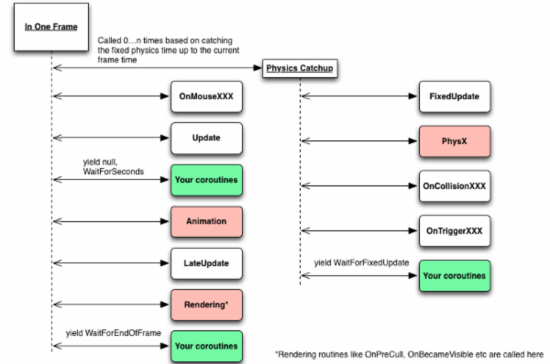 In One Frame
Called 0...n times based on catching
the fixed physics time up to the current
frame time
Physics Catchup
OnMouseXXX
FixedUpdate
Update
PhysX
yield null,
WaitForSeconds
Your coroutines
OnCollisionXXX
Animation
OnTriggerXXX
LateUpdate
yield WaitForFixedUpdate
Your coroutines
Rendering*
yield WaitForEndOfFrame
Your coroutines
*Rendering routines like OnPreCull, OnBecameVisible etc are called here